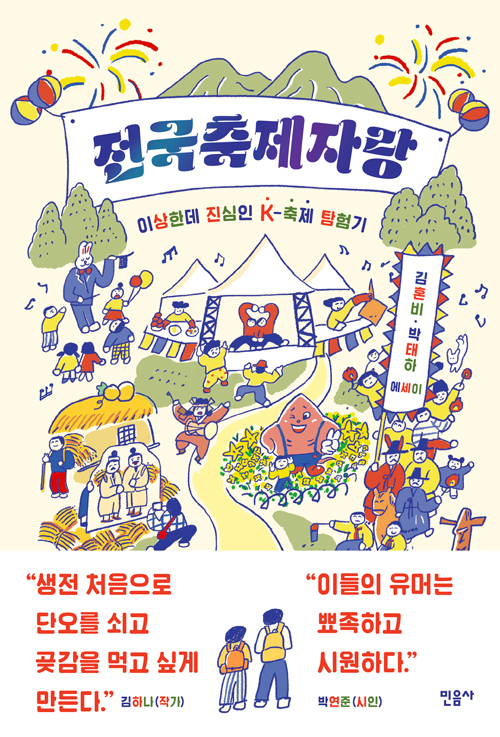 전국축제자랑
이상한데 진심인 K-축제 탐험기
김혼비·박태하
에세이
“생전 처음으로
단오를 쇠고
곶감을 먹고 싶게
만든다.” 김하나(작가)
“이들의 유머는
뾰족하고
시원하다.”
박연준(시인)
민음사